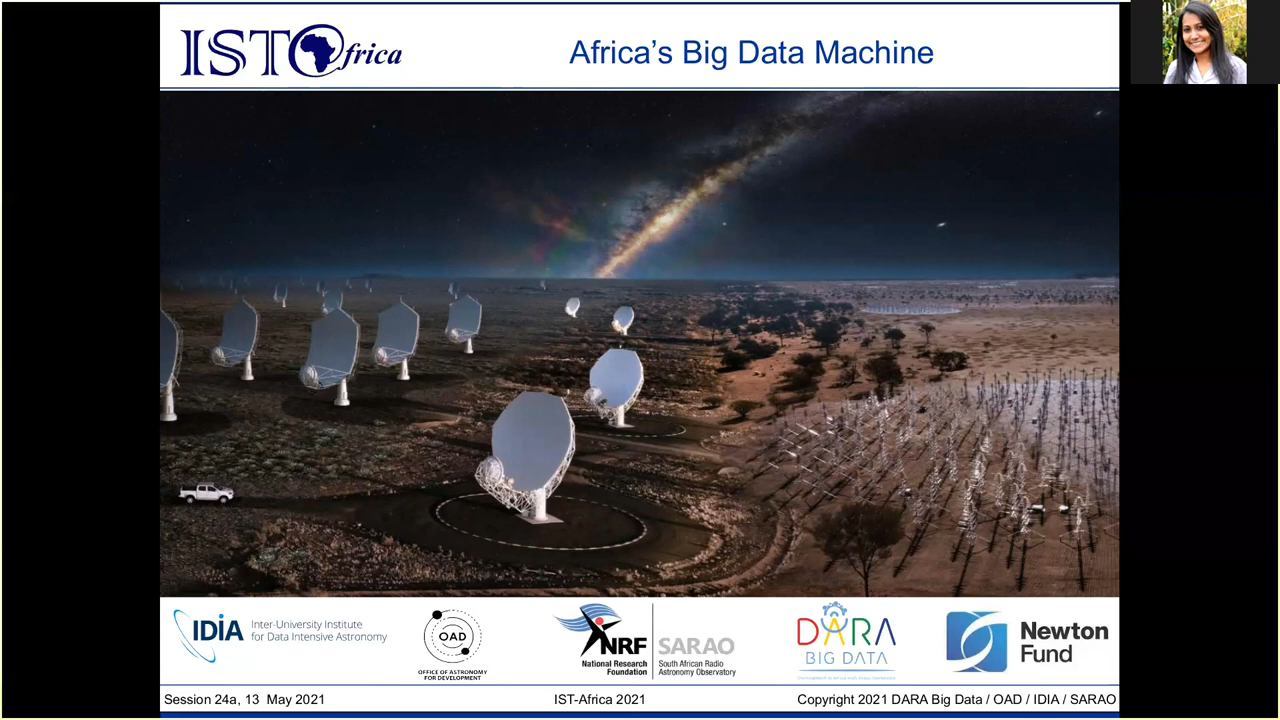 IST Africa
Africa's Big Data Machine
IDIA
Inter-University Institute
for Data Intensive Astronomy
OAD
OFFICE OF ASTRONOMY
FOR DEVELOPMENT
NRF
National Research
Foundation
SARAO
South African Radio
Astronomy Observatory
DARA
BIG DATA
Newton
Fund
Session 24a, 13 May 2021
IST-Africa 2021
Copyright 2021 DARA Big Data / OAD / IDIA / SARAO